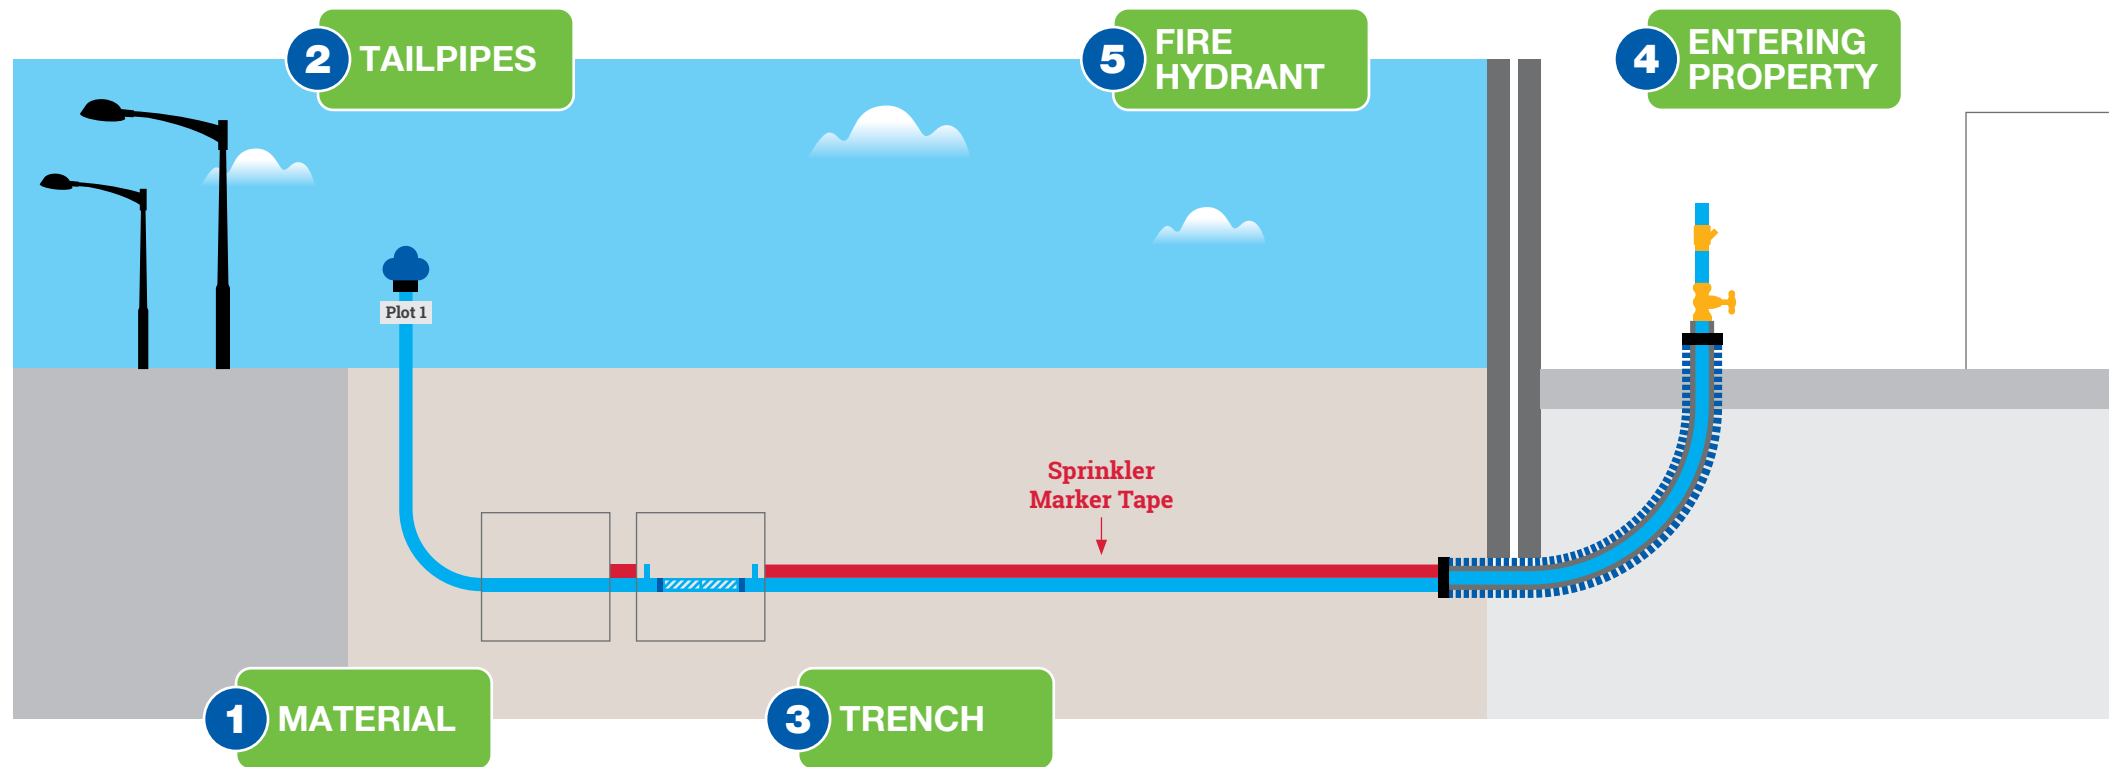 2 TAILPIPES
5 FIRE
HYDRANT
4 ENTERING
PROPERTY
Plot 1
Sprinkler
Marker Tape
1 MATERIAL
3 TRENCH